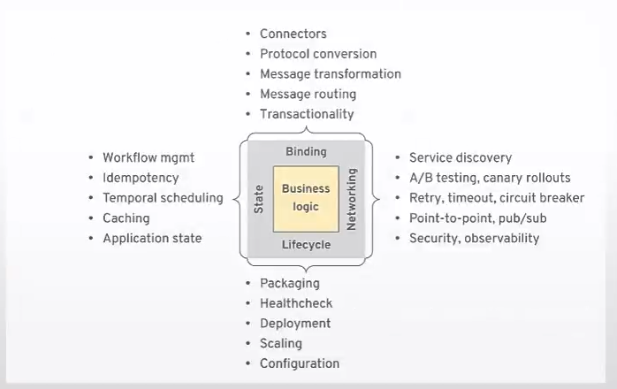 • Connectors
• Protocol conversion
• Message transformation
• Message routing
• Transactionality
• Workflow mgmt
• Idempotency
• Temporal scheduling
• Caching
• Application state
Binding
State
Business
logic
Networking
Lifecycle
• Service discovery
• A/B testing, canary rollouts
• Retry, timeout, circuit breaker
• Point-to-point, pub/sub
• Security, observability
• Packaging
• Healthcheck
• Deployment
• Scaling
• Configuration